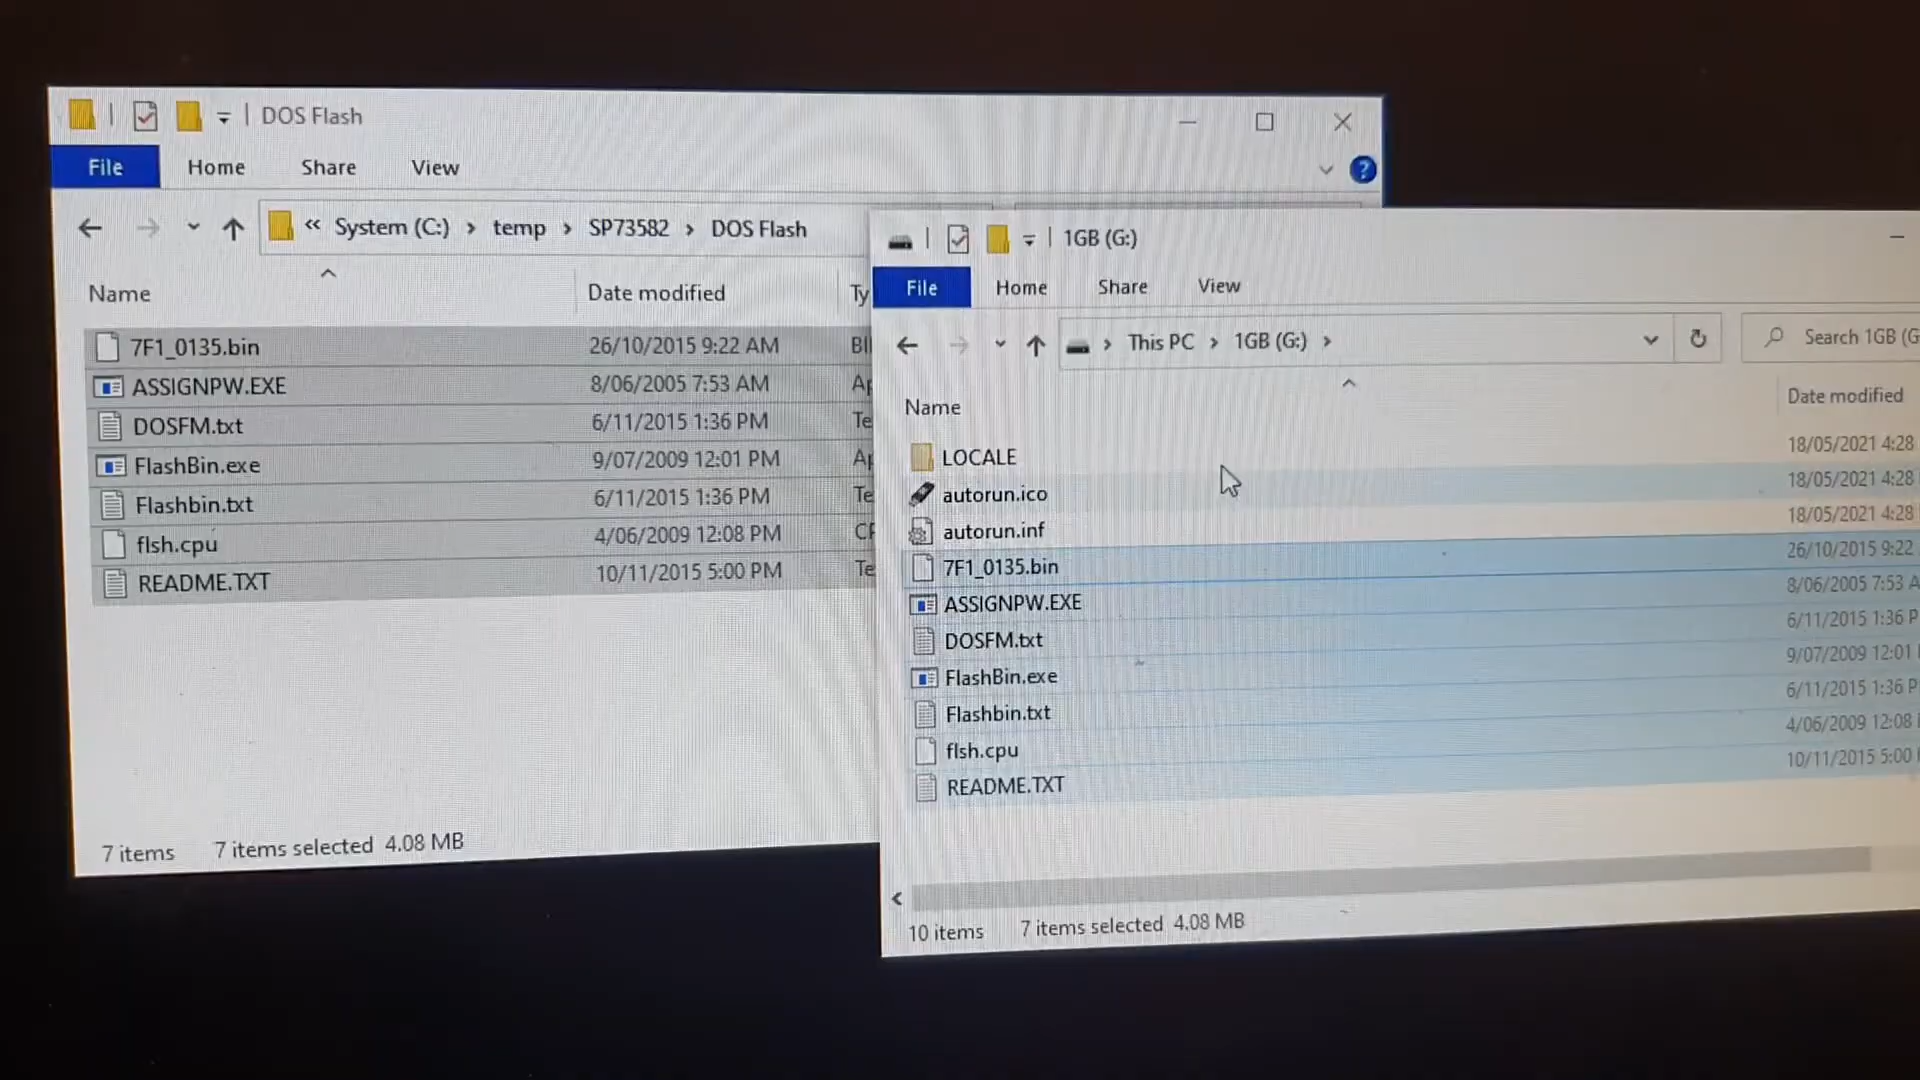 DOS Flash
File Home Share View
« System (C:) › temp › SP73582 › DOS Flash
Name Date modified
7F1_0135.bin 26/10/2015 9:22 AM
ASSIGNPW.EXE 8/06/2005 7:53 AM
DOSFM.txt 6/11/2015 1:36 PM
FlashBin.exe 9/07/2009 12:01 PM
Flashbin.txt 6/11/2015 1:36 PM
flsh.cpu 4/06/2009 12:08 PM
README.TXT 10/11/2015 5:00 PM
7 items 7 items selected 4.08 MB
1GB (G:)
File Home Share View
› This PC › 1GB (G:) › Search 1GB (G
Name Date modified
LOCALE 18/05/2021 4:28
autorun.ico 18/05/2021 4:28
autorun.inf 18/05/2021 4:28
7F1_0135.bin 26/10/2015 9:22
ASSIGNPW.EXE 8/06/2005 7:53 A
DOSFM.txt 6/11/2015 1:36 P
FlashBin.exe 9/07/2009 12:01
Flashbin.txt 6/11/2015 1:36 P
flsh.cpu 4/06/2009 12:08
README.TXT 10/11/2015 5:00
10 items 7 items selected 4.08 MB